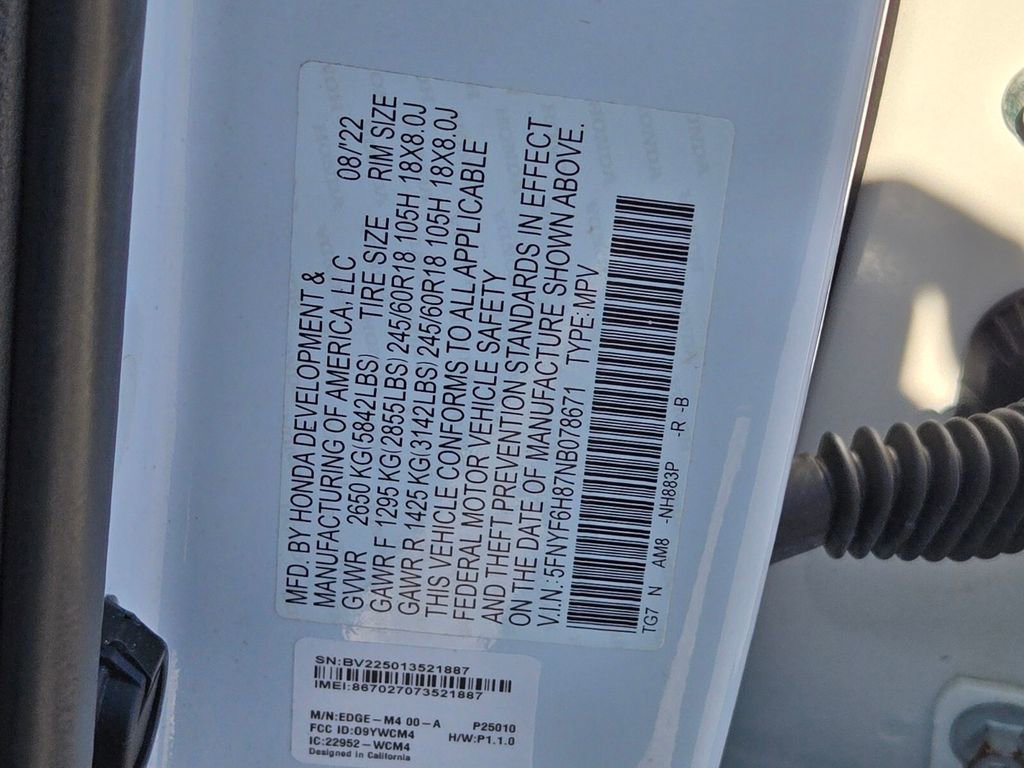 MFD. BY HONDA DEVELOPMENT &
MANUFACTURING OF AMERICA, LLC 08/'22
GVWR 2650 KG(5842LBS) TIRE SIZE RIM SIZE
GAWR F 1295 KG(2855LBS) 245/60R18 105H 18X8.0J
GAWR R 1425 KG(3142LBS) 245/60R18 105H 18X8.0J
THIS VEHICLE CONFORMS TO ALL APPLICABLE
FEDERAL MOTOR VEHICLE SAFETY
AND THEFT PREVENTION STANDARDS IN EFFECT
ON THE DATE OF MANUFACTURE SHOWN ABOVE.
V.I.N.:5FNYF6H87NB078671 TYPE:MPV
TG7 N AM8 -NH883P -R -B
SN:BV225013521887
IMEI:867027073521887
M/N:EDGE-M4 00-A P25010
FCC ID:O9YWCM4 H/W:P1.1.0
IC:22952-WCM4
Designed in California